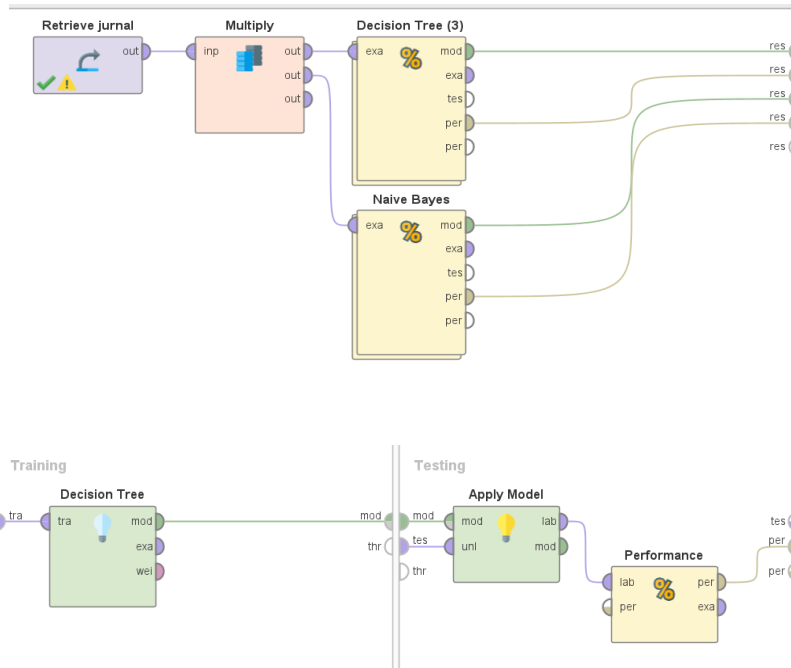 Retrieve jurnal
out
Multiply
inp
out
out
out
Decision Tree (3)
exa
mod
exa
tes
per
per
Naive Bayes
exa
mod
exa
tes
per
per
res
res
res
res
res
Training
Decision Tree
tra
tra
mod
exa
wei
mod
thr
Testing
Apply Model
mod
tes
thr
mod
unl
lab
mod
Performance
lab
per
per
exa
tes
per
per